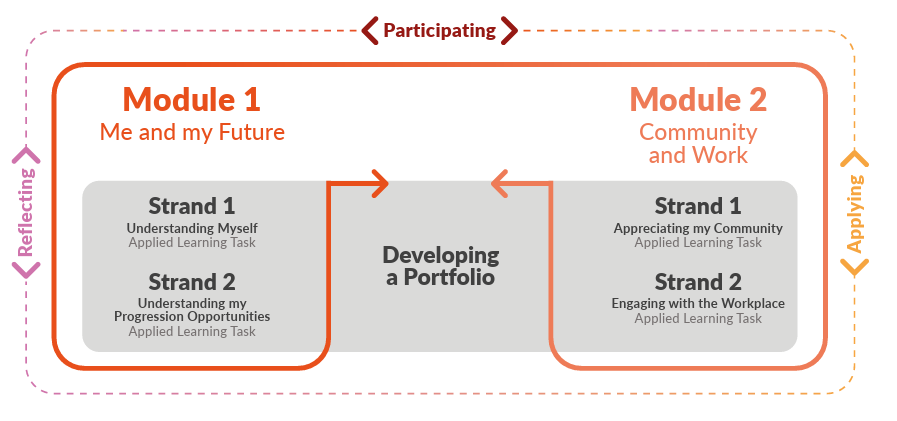 Participating
Module 1
Me and my Future
Module 2
Community
and Work
Reflecting
Applying
Strand 1
Understanding Myself
Applied Learning Task
Strand 2
Understanding my
Progression Opportunities
Applied Learning Task
Developing
a Portfolio
Strand 1
Appreciating my Community
Applied Learning Task
Strand 2
Engaging with the Workplace
Applied Learning Task